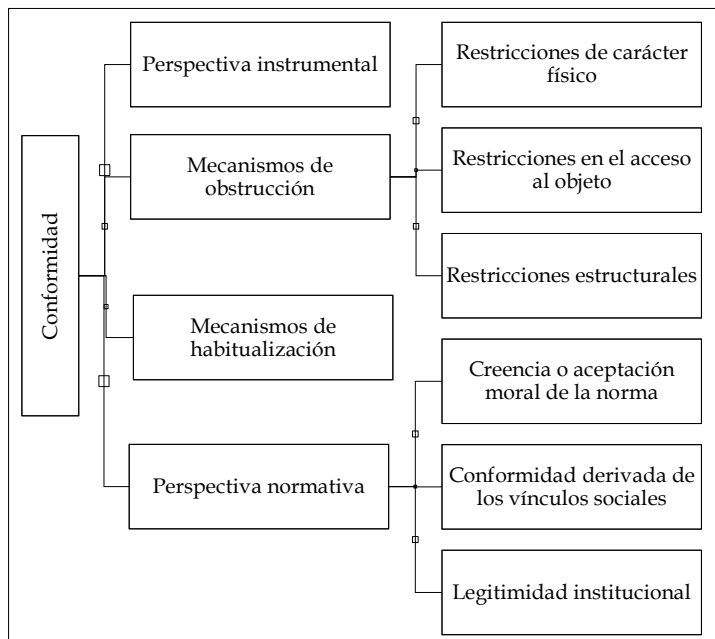 Conformidad
Perspectiva instrumental
Mecanismos de
obstrucción
Restricciones de carácter
físico
Restricciones en el acceso
al objeto
Restricciones estructurales
Mecanismos de
habitualización
Perspectiva normativa
Creencia o aceptación
moral de la norma
Conformidad derivada de
los vínculos sociales
Legitimidad institucional